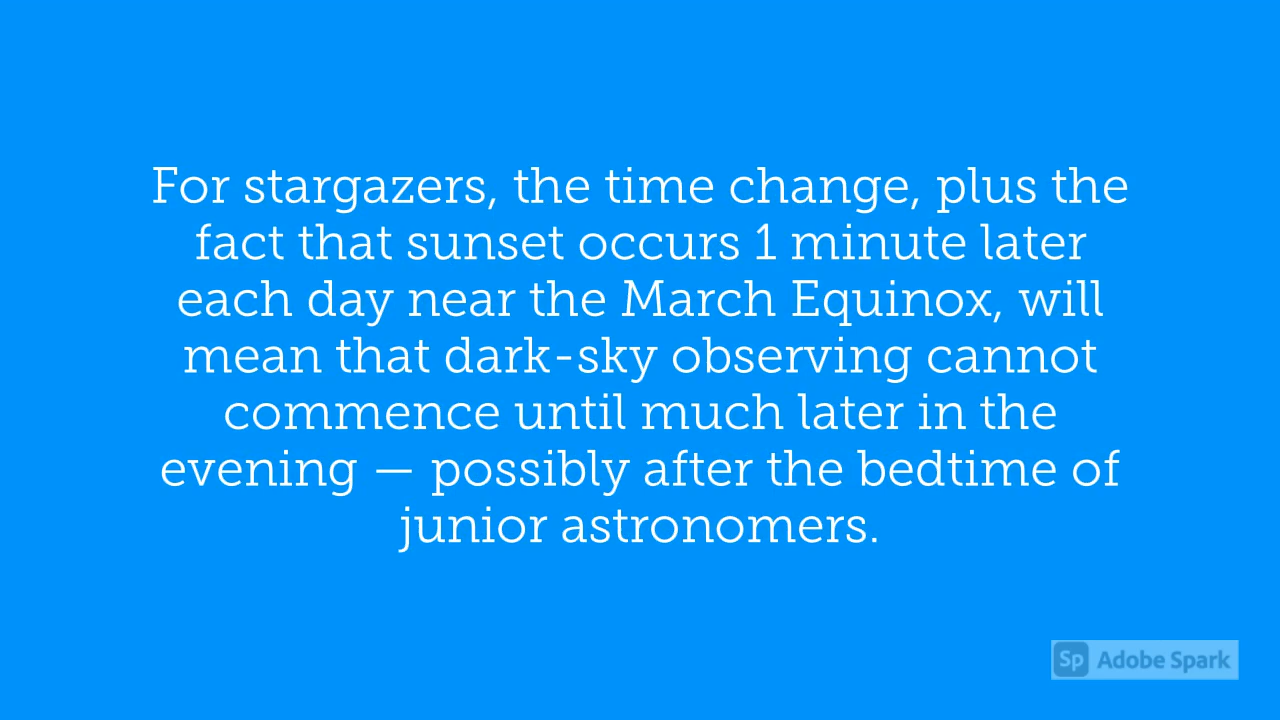 For stargazers, the time change, plus the
fact that sunset occurs 1 minute later
each day near the March Equinox, will
mean that dark-sky observing cannot
commence until much later in the
evening — possibly after the bedtime of
junior astronomers.
Sp Adobe Spark